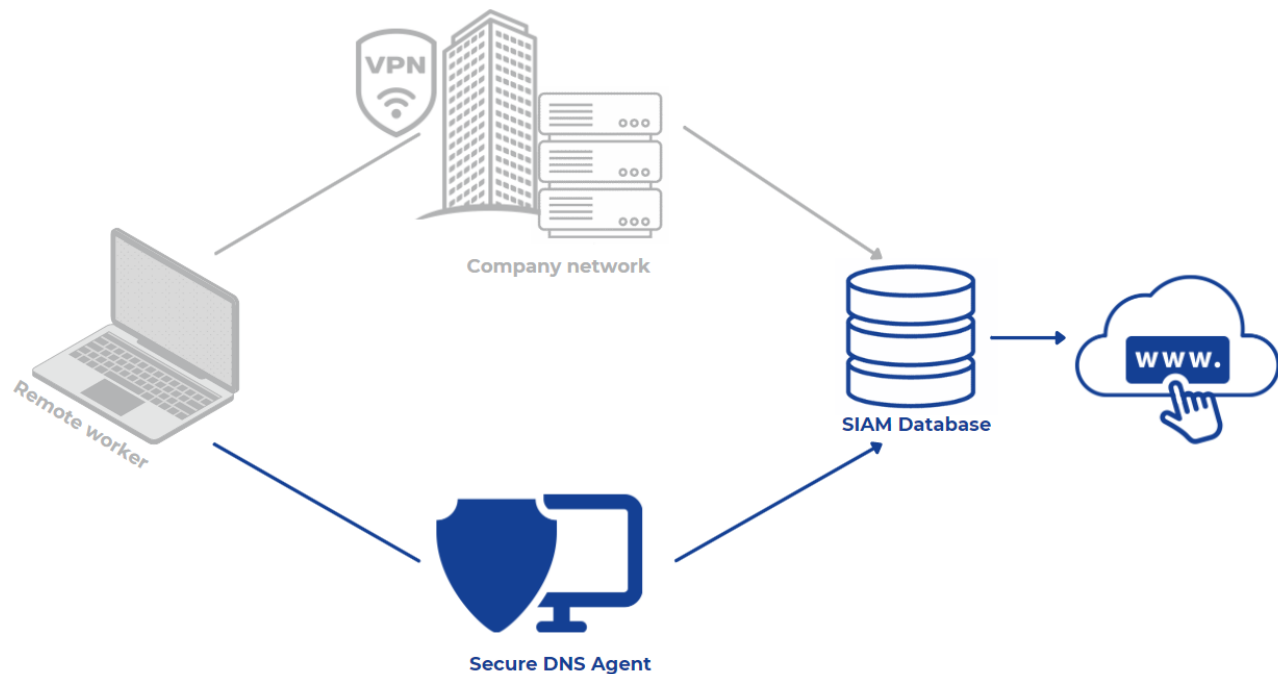 VPN
Company network
Remote worker
SIAM Database
www.
Secure DNS Agent